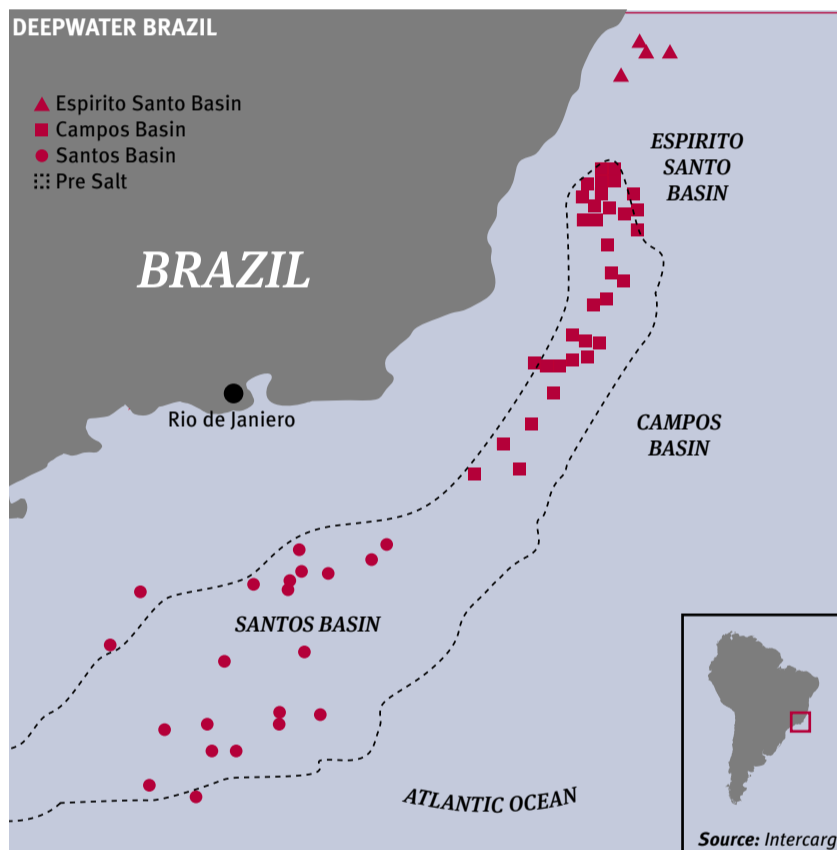 DEEPWATER BRAZIL
Espirito Santo Basin
Campos Basin
Santos Basin
Pre Salt
ESPIRITO
SANTO
BASIN
BRAZIL
Rio de Janiero
CAMPOS
BASIN
SANTOS BASIN
ATLANTIC OCEAN
Source: Intercarg